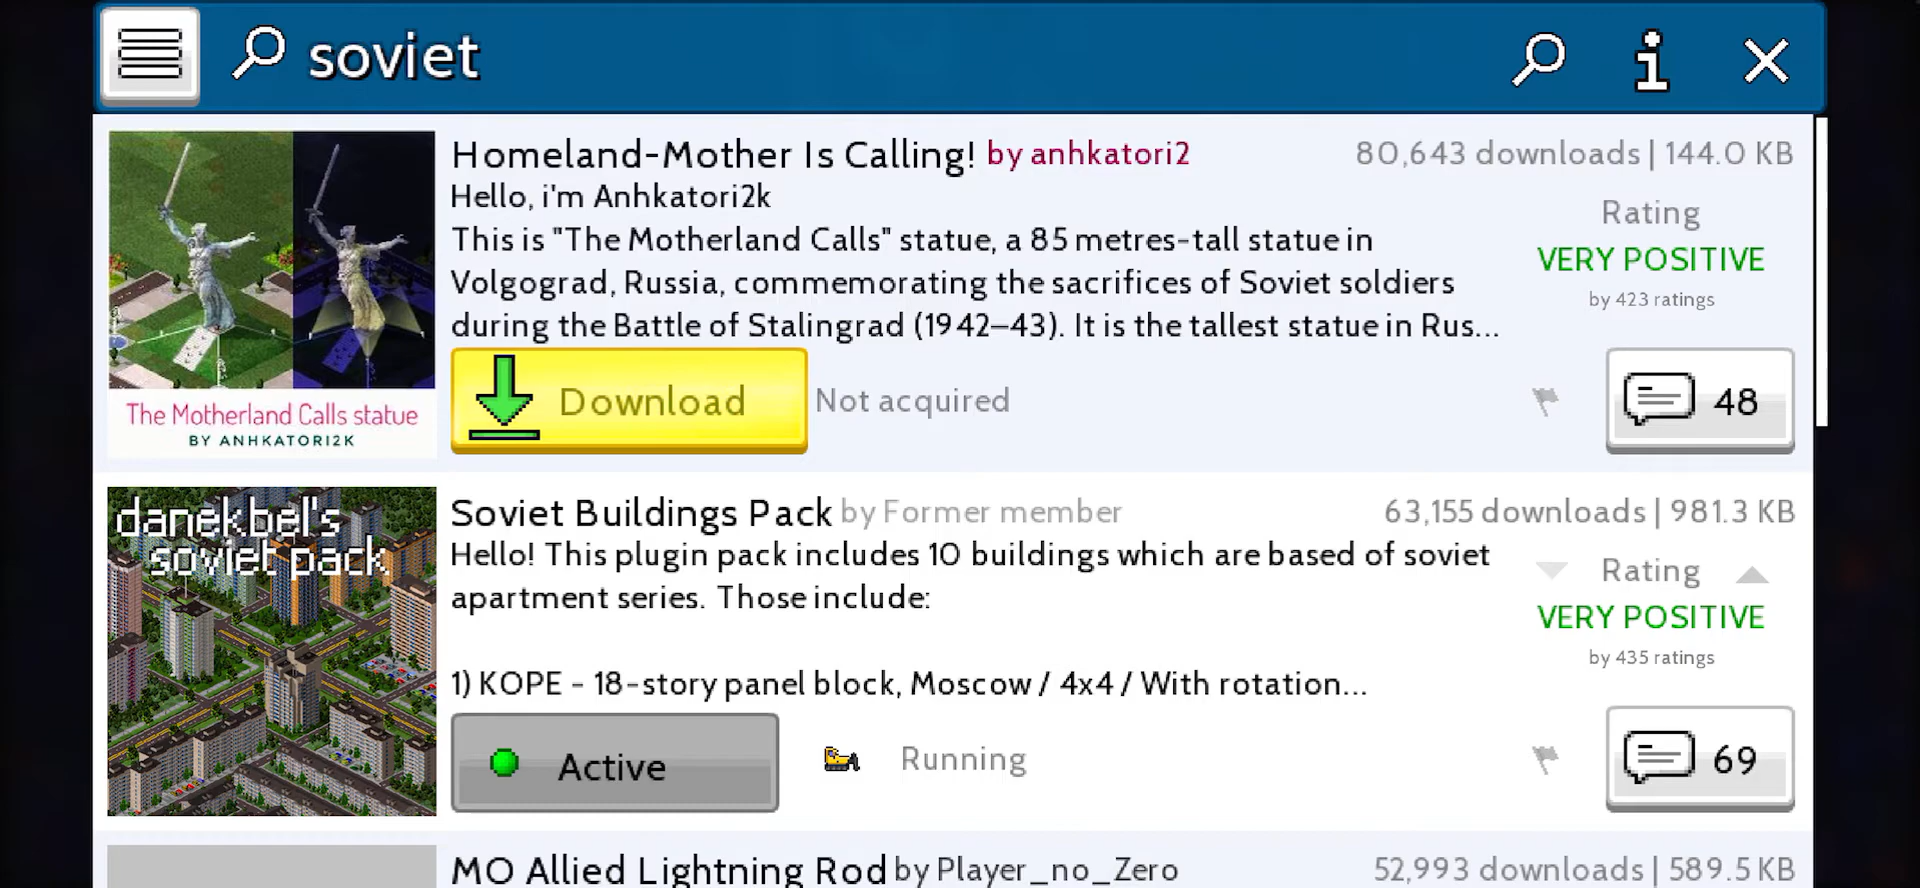 soviet
Homeland-Mother Is Calling! by anhkatori2
80,643 downloads | 144.0 KB
Hello, i'm Anhkatori2k
This is "The Motherland Calls" statue, a 85 metres-tall statue in
Volgograd, Russia, commemorating the sacrifices of Soviet soldiers
during the Battle of Stalingrad (1942–43). It is the tallest statue in Rus...
Rating
VERY POSITIVE
by 423 ratings
The Motherland Calls statue
BY ANHKATORI2K
Download
Not acquired
48
danekbel's
soviet pack
Soviet Buildings Pack by Former member
63,155 downloads | 981.3 KB
Hello! This plugin pack includes 10 buildings which are based of soviet
apartment series. Those include:
1) KOPE - 18-story panel block, Moscow / 4x4 / With rotation...
Rating
VERY POSITIVE
by 435 ratings
Active
Running
69
MO Allied Lightning Rod by Player_no_Zero
52,993 downloads | 589.5 KB